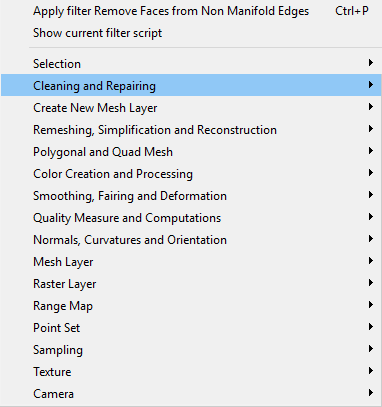 Apply filter Remove Faces from Non Manifold Edges Ctrl+P
Show current filter script
Selection
Cleaning and Repairing
Create New Mesh Layer
Remeshing, Simplification and Reconstruction
Polygonal and Quad Mesh
Color Creation and Processing
Smoothing, Fairing and Deformation
Quality Measure and Computations
Normals, Curvatures and Orientation
Mesh Layer
Raster Layer
Range Map
Point Set
Sampling
Texture
Camera